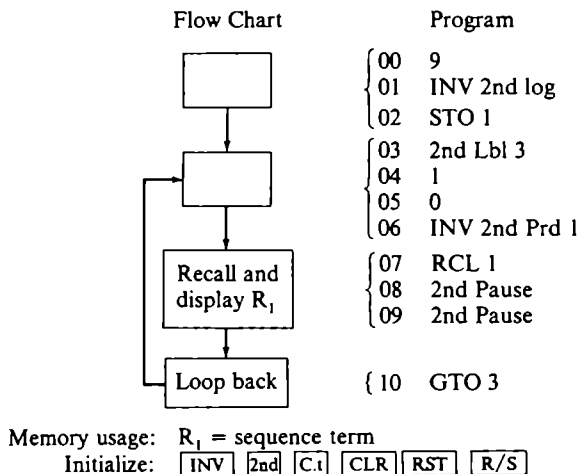 Flow Chart Program
00 9
01 INV 2nd log
02 STO 1
03 2nd Lbl 3
04 1
05 0
06 INV 2nd Prd 1
Recall and
display R₁
07 RCL 1
08 2nd Pause
09 2nd Pause
Loop back
10 GTO 3
Memory usage: R₁ = sequence term
Initialize: INV 2nd C.t CLR RST R/S